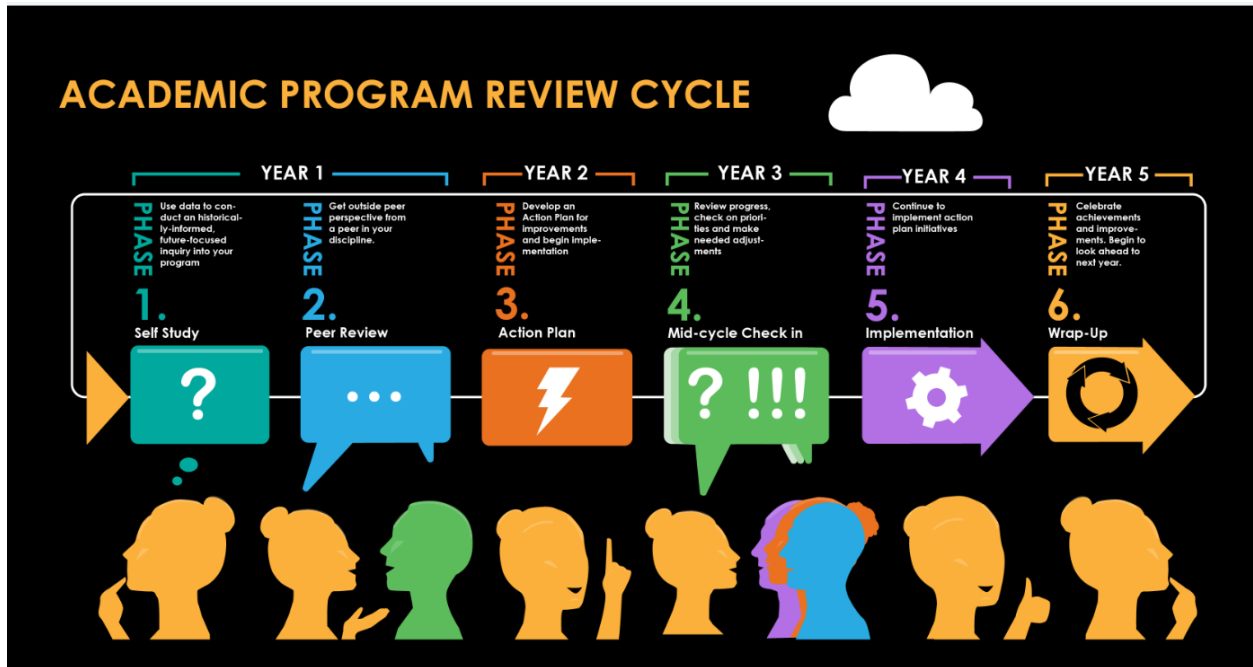 ACADEMIC PROGRAM REVIEW CYCLE
YEAR 1
PHASE
1.
Use data to con-
duct an historical-
ly-informed,
future-focused
inquiry into your
program
Self Study
?
PHASE
2.
Get outside peer
perspective from
a peer in your
discipline.
Peer Review
...
YEAR 2
PHASE
3.
Develop an
Action Plan for
improvements
and begin imple-
mentation
Action Plan
YEAR 3
PHASE
4.
Review progress,
check on priori-
ties and make
needed adjust-
ments
Mid-cycle Check in
? !!!
YEAR 4
PHASE
5.
Continue to
implement action
plan initiatives
Implementation
YEAR 5
PHASE
6.
Celebrate
achievements
and improve-
ments. Begin to
look ahead to
next year.
Wrap-Up